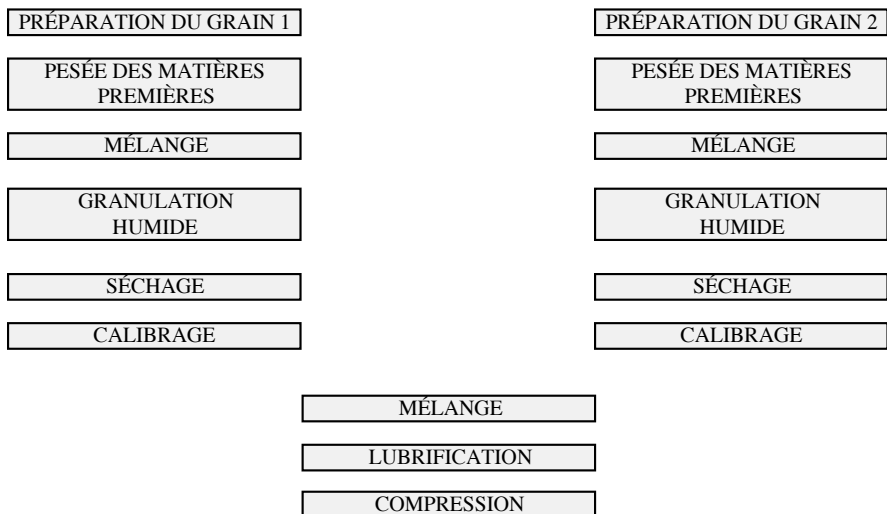 PRÉPARATION DU GRAIN 1
PRÉPARATION DU GRAIN 2
PESÉE DES MATIÈRES
PREMIÈRES
PESÉE DES MATIÈRES
PREMIÈRES
MÉLANGE
MÉLANGE
GRANULATION
HUMIDE
GRANULATION
HUMIDE
SÉCHAGE
SÉCHAGE
CALIBRAGE
CALIBRAGE
MÉLANGE
LUBRIFICATION
COMPRESSION